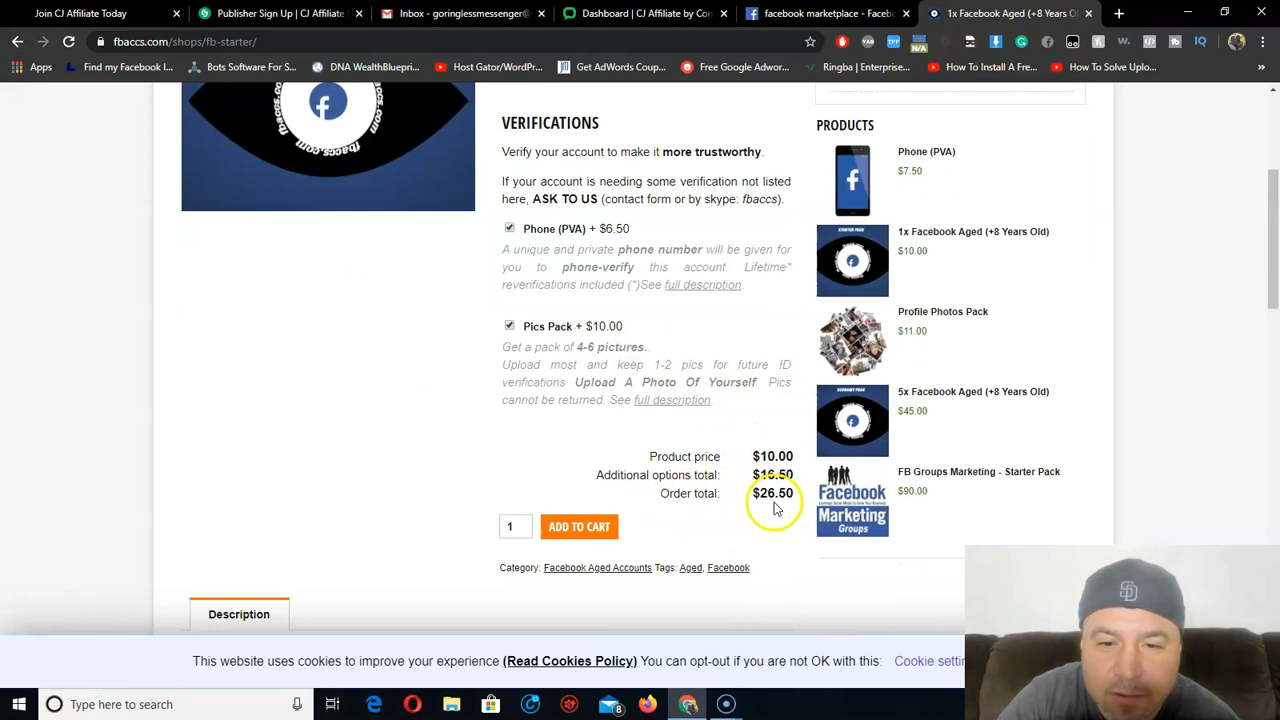 Join CJ Affiliate Today
Publisher Sign Up | CJ Affiliate
Inbox - goringlessmessenger@
Dashboard | CJ Affiliate by Con
facebook marketplace - Facebo
1x Facebook Aged (+8 Years Ol
fbaccs.com/shops/fb-starter/
Apps
Find my Facebook I...
Bots Software For S...
DNA WealthBluepri...
Host Gator/WordPr...
Get AdWords Coup...
Free Google Adwor...
Ringba | Enterprise...
How To Install A Fre...
How To Solve Uplo...
fbaccs.com
VERIFICATIONS
Verify your account to make it more trustworthy.
If your account is needing some verification not listed
here, ASK TO US (contact form or by skype: fbaccs).
Phone (PVA) + $6.50
A unique and private phone number will be given for
you to phone-verify this account. Lifetime*
reverifications included (*)See full description.
Pics Pack + $10.00
Get a pack of 4-6 pictures..
Upload most and keep 1-2 pics for future ID
verifications Upload A Photo Of Yourself. Pics
cannot be returned. See full description.
Product price $10.00
Additional options total: $16.50
Order total: $26.50
1 ADD TO CART
Category: Facebook Aged Accounts Tags: Aged, Facebook
Description
PRODUCTS
Phone (PVA)
$7.50
1x Facebook Aged (+8 Years Old)
$10.00
Profile Photos Pack
$11.00
5x Facebook Aged (+8 Years Old)
$45.00
FB Groups Marketing - Starter Pack
$90.00
Facebook
Marketing
Groups
This website uses cookies to improve your experience (Read Cookies Policy) You can opt-out if you are not OK with this: Cookie settin
SD
Type here to search
8